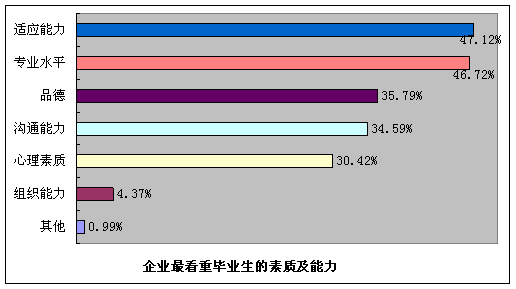 适应能力
47.12%
专业水平
46.72%
品德
35.79%
沟通能力
34.59%
心理素质
30.42%
组织能力
4.37%
其他
0.99%
企业最看重毕业生的素质及能力